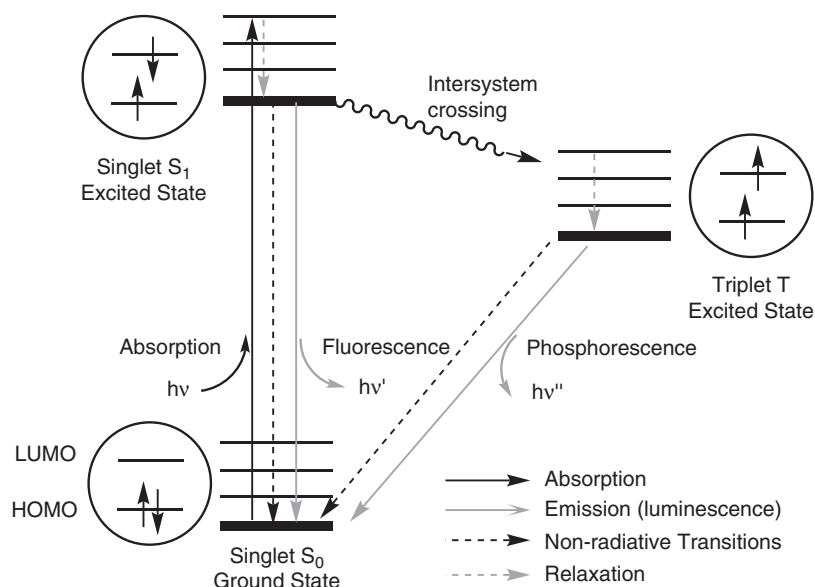 Intersystem
crossing
Singlet S₁
Excited State
Triplet T
Excited State
Absorption
Fluorescence
Phosphorescence
hν
hν'
hν''
LUMO
HOMO
Absorption
Emission (luminescence)
Non-radiative Transitions
Relaxation
Singlet S₀
Ground State